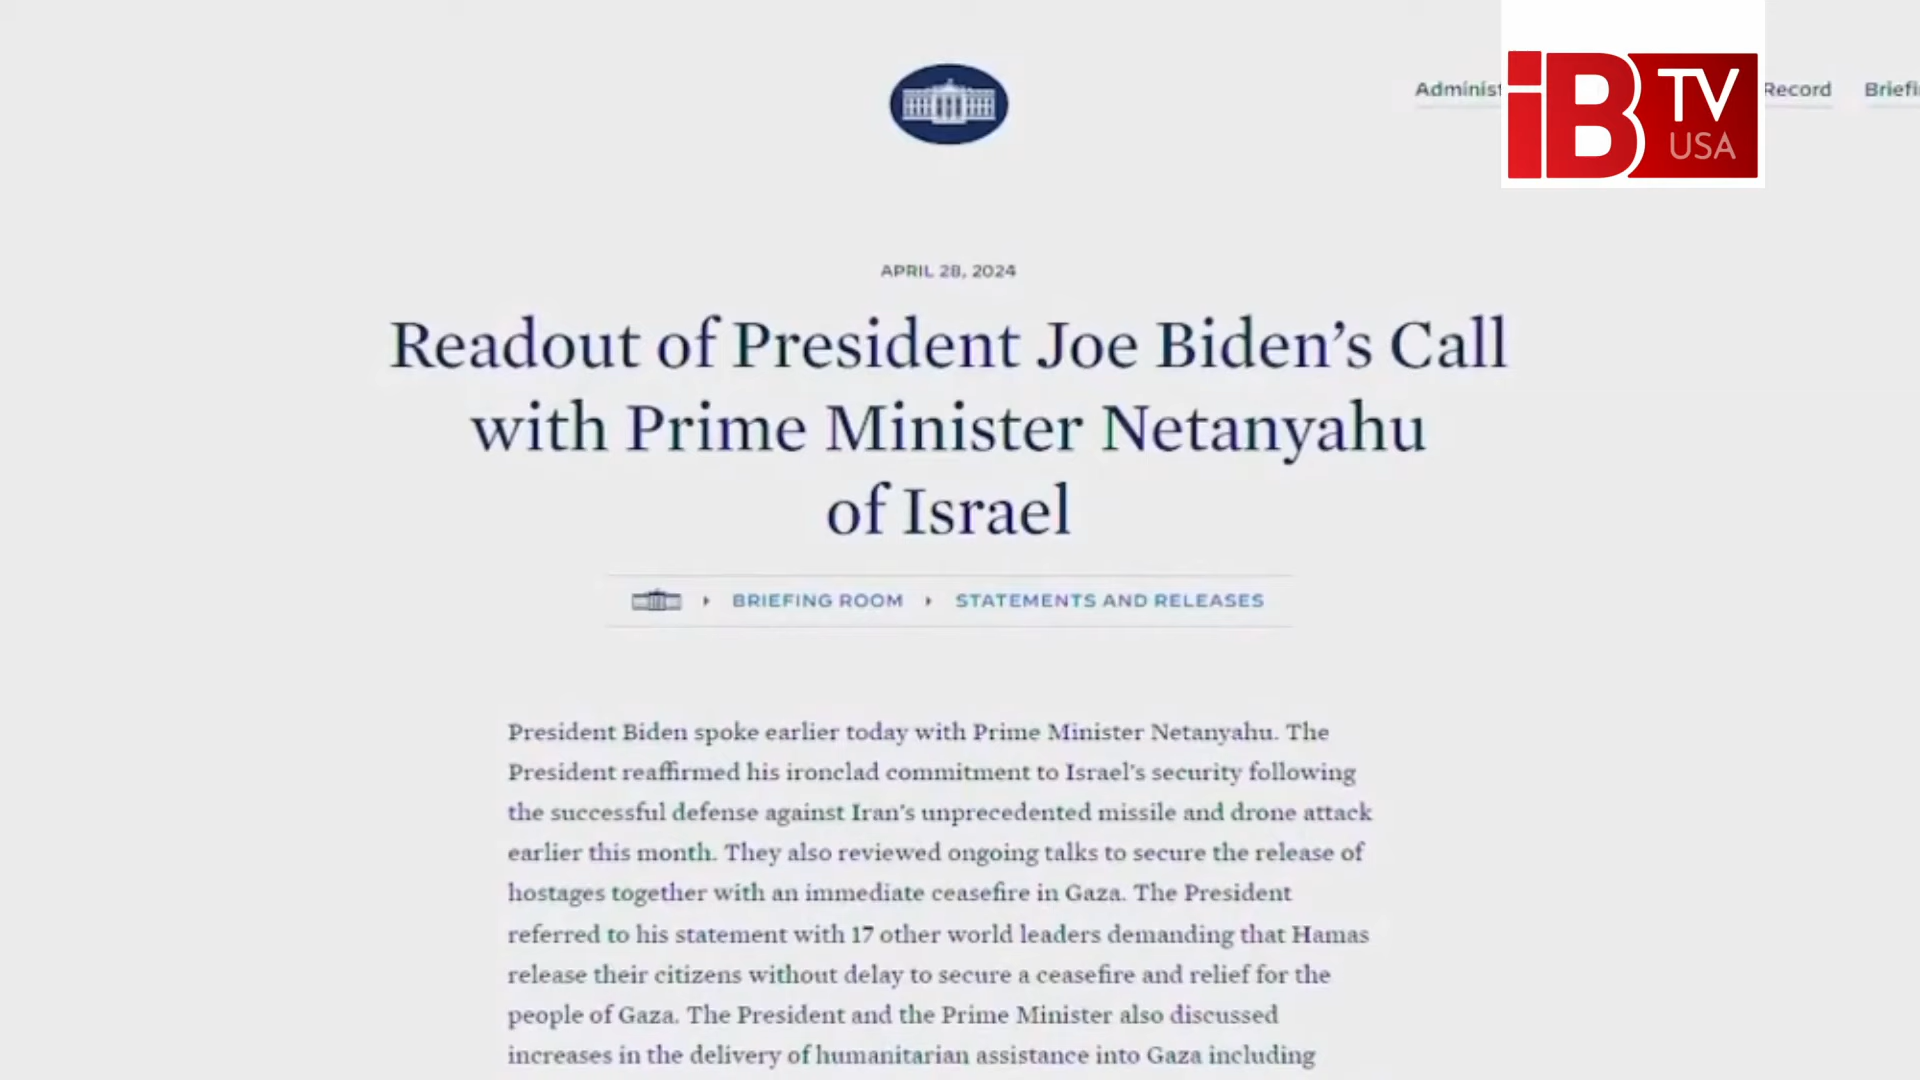 Administ
Record
Briefi
iB TV USA
APRIL 28, 2024
Readout of President Joe Biden’s Call
with Prime Minister Netanyahu
of Israel
BRIEFING ROOM
STATEMENTS AND RELEASES
President Biden spoke earlier today with Prime Minister Netanyahu. The
President reaffirmed his ironclad commitment to Israel’s security following
the successful defense against Iran’s unprecedented missile and drone attack
earlier this month. They also reviewed ongoing talks to secure the release of
hostages together with an immediate ceasefire in Gaza. The President
referred to his statement with 17 other world leaders demanding that Hamas
release their citizens without delay to secure a ceasefire and relief for the
people of Gaza. The President and the Prime Minister also discussed
increases in the delivery of humanitarian assistance into Gaza including